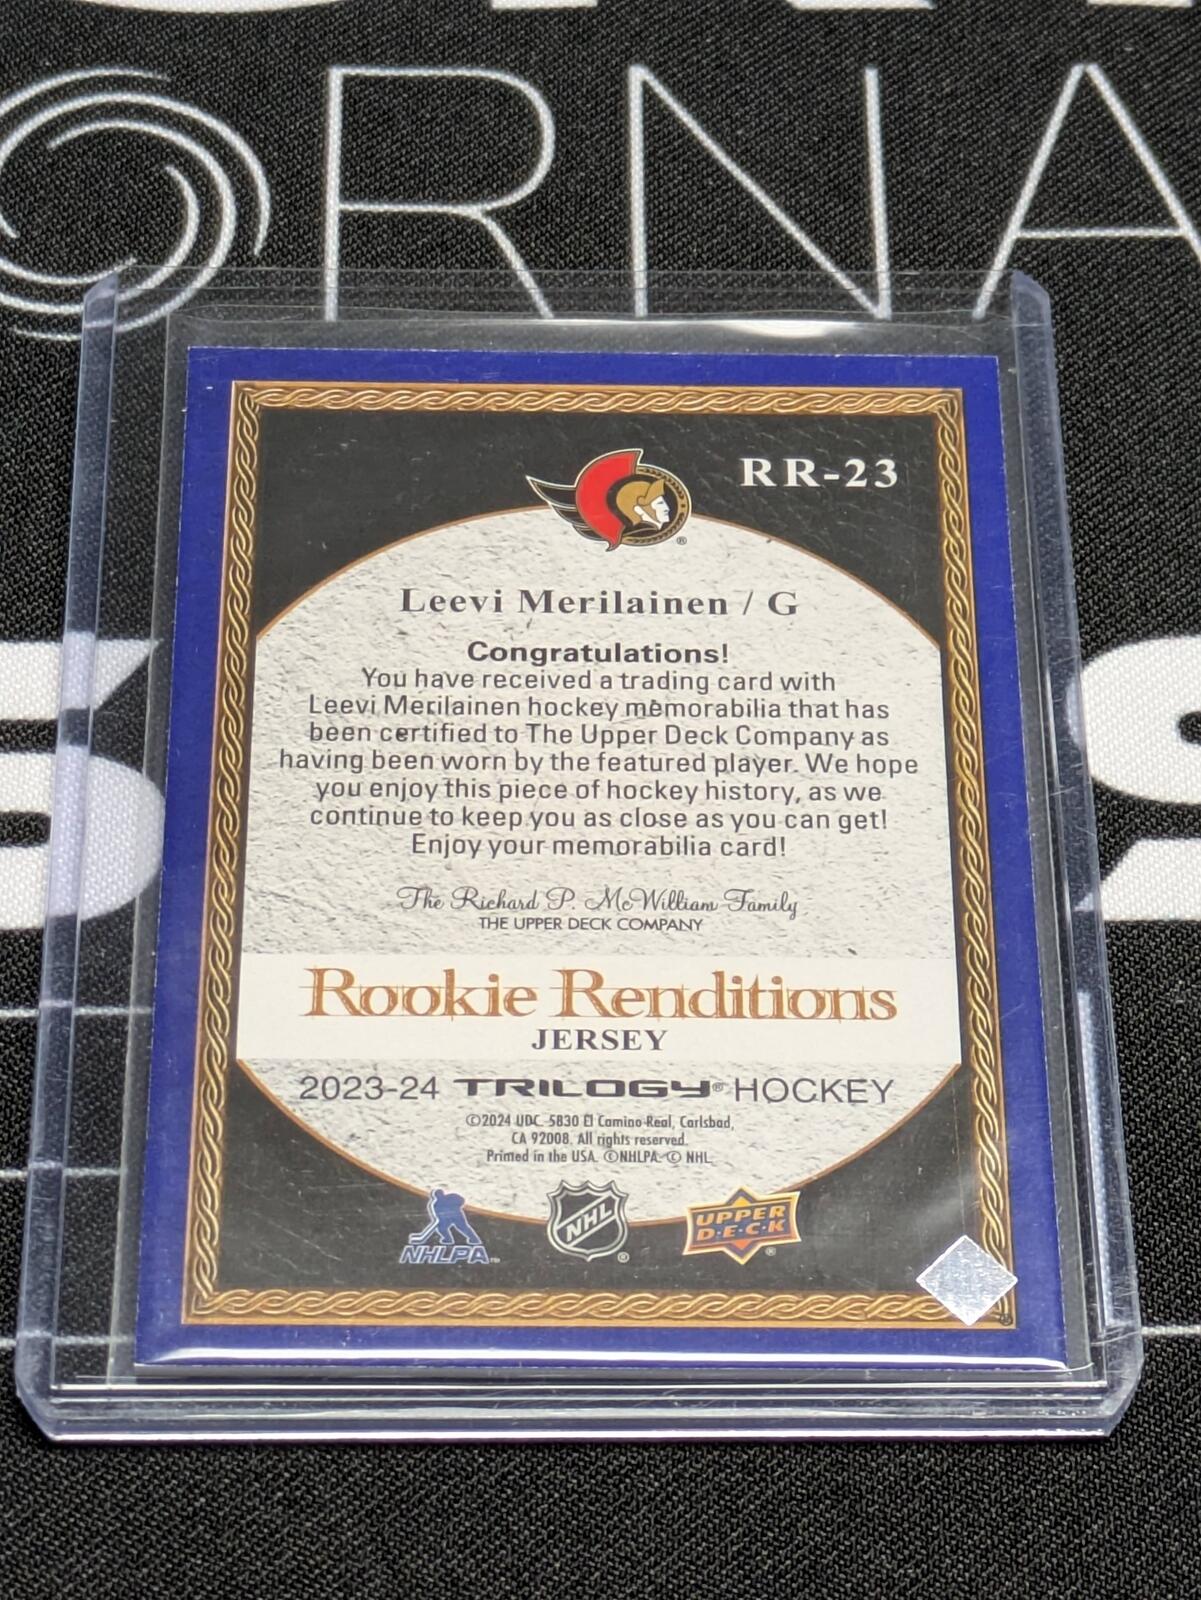 RNA
RR-23
Leevi Merilainen / G
Congratulations!
You have received a trading card with
Leevi Merilainen hockey memorabilia that has
been certified to The Upper Deck Company as
having been worn by the featured player. We hope
you enjoy this piece of hockey history, as we
continue to keep you as close as you can get!
Enjoy your memorabilia card!
The Richard P. McWilliam Family
THE UPPER DECK COMPANY
Rookie Renditions
JERSEY
2023-24 TRILOGY® HOCKEY
©2024 UDC. 5830 El Camino Real, Carlsbad,
CA 92008. All rights reserved.
Printed in the USA. ©NHLPA. © NHL.
NHLPA™ NHL® UPPER D·E·C·K®